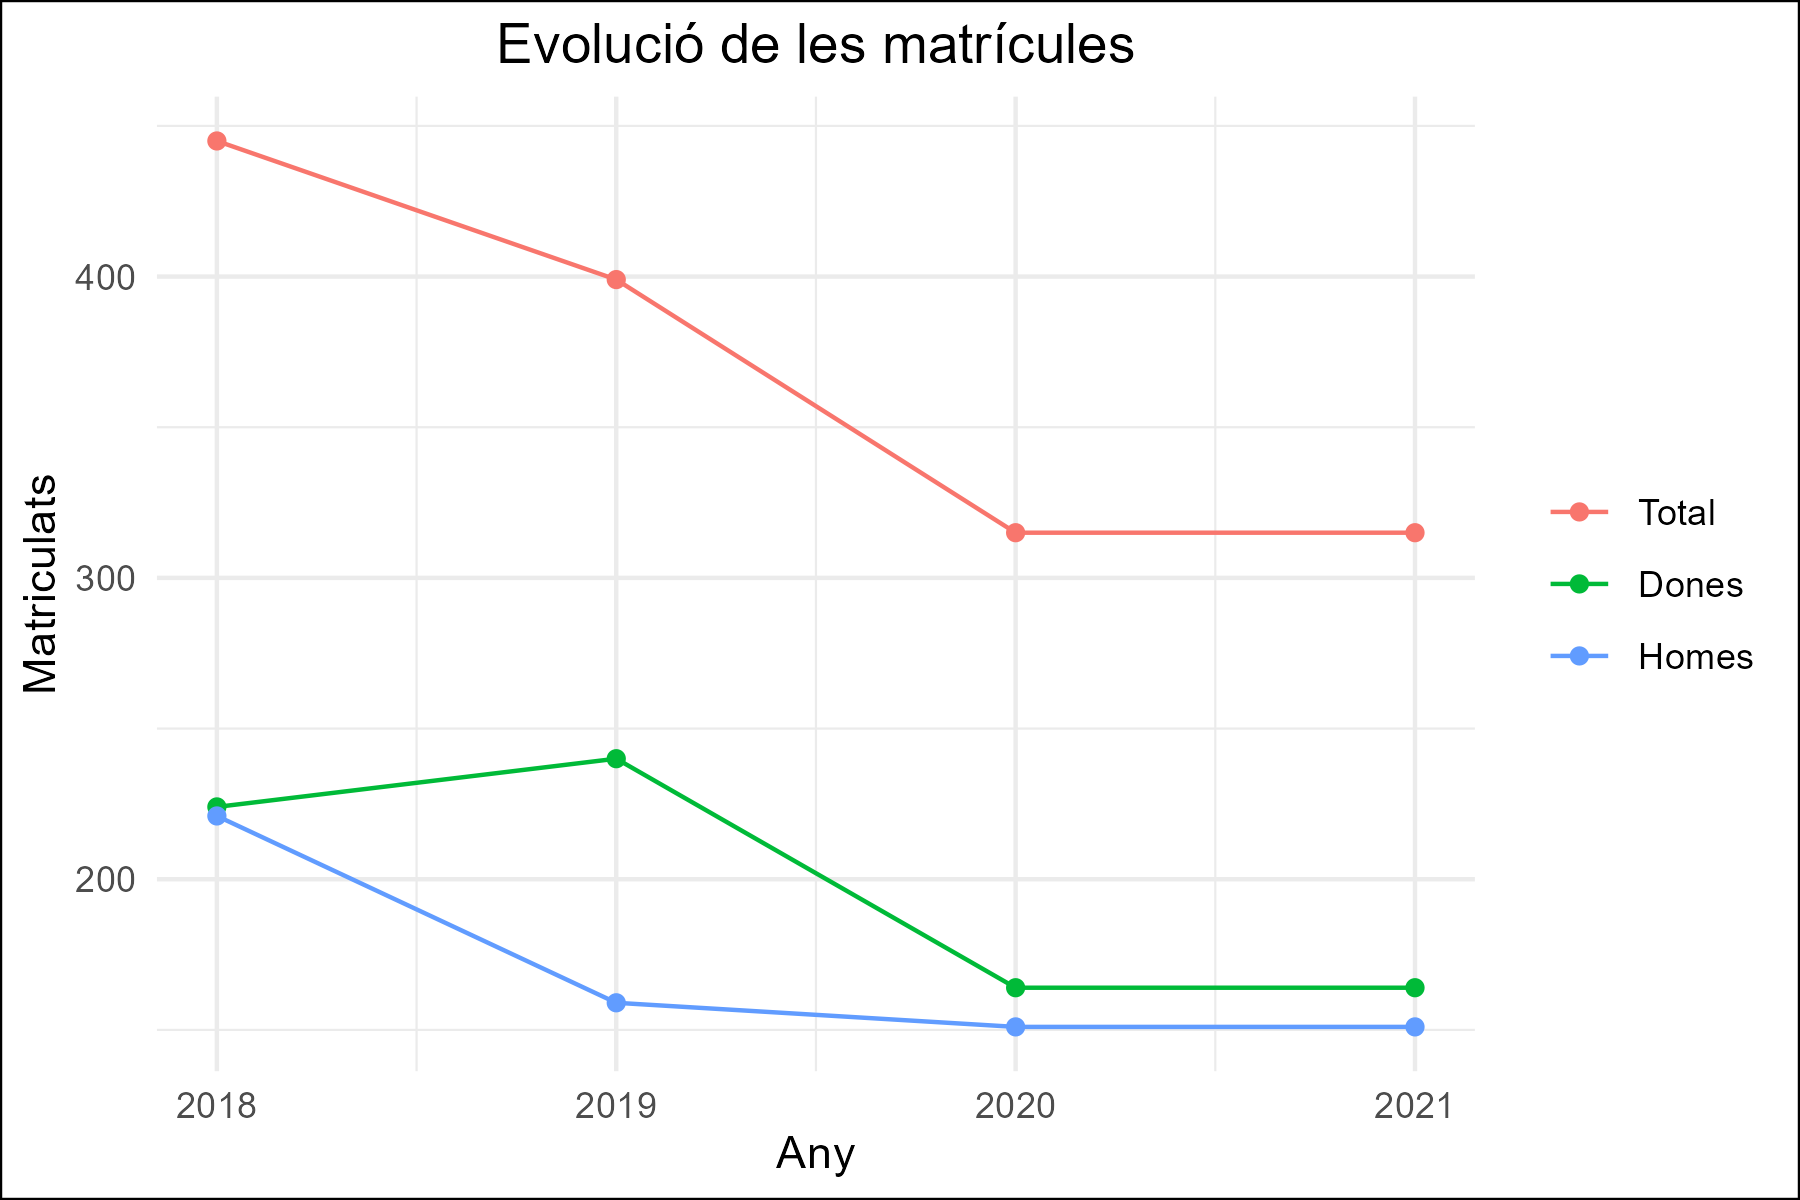 Evolució de les matrícules
Matriculats
400
300
200
2018
2019
2020
2021
Any
Total
Dones
Homes